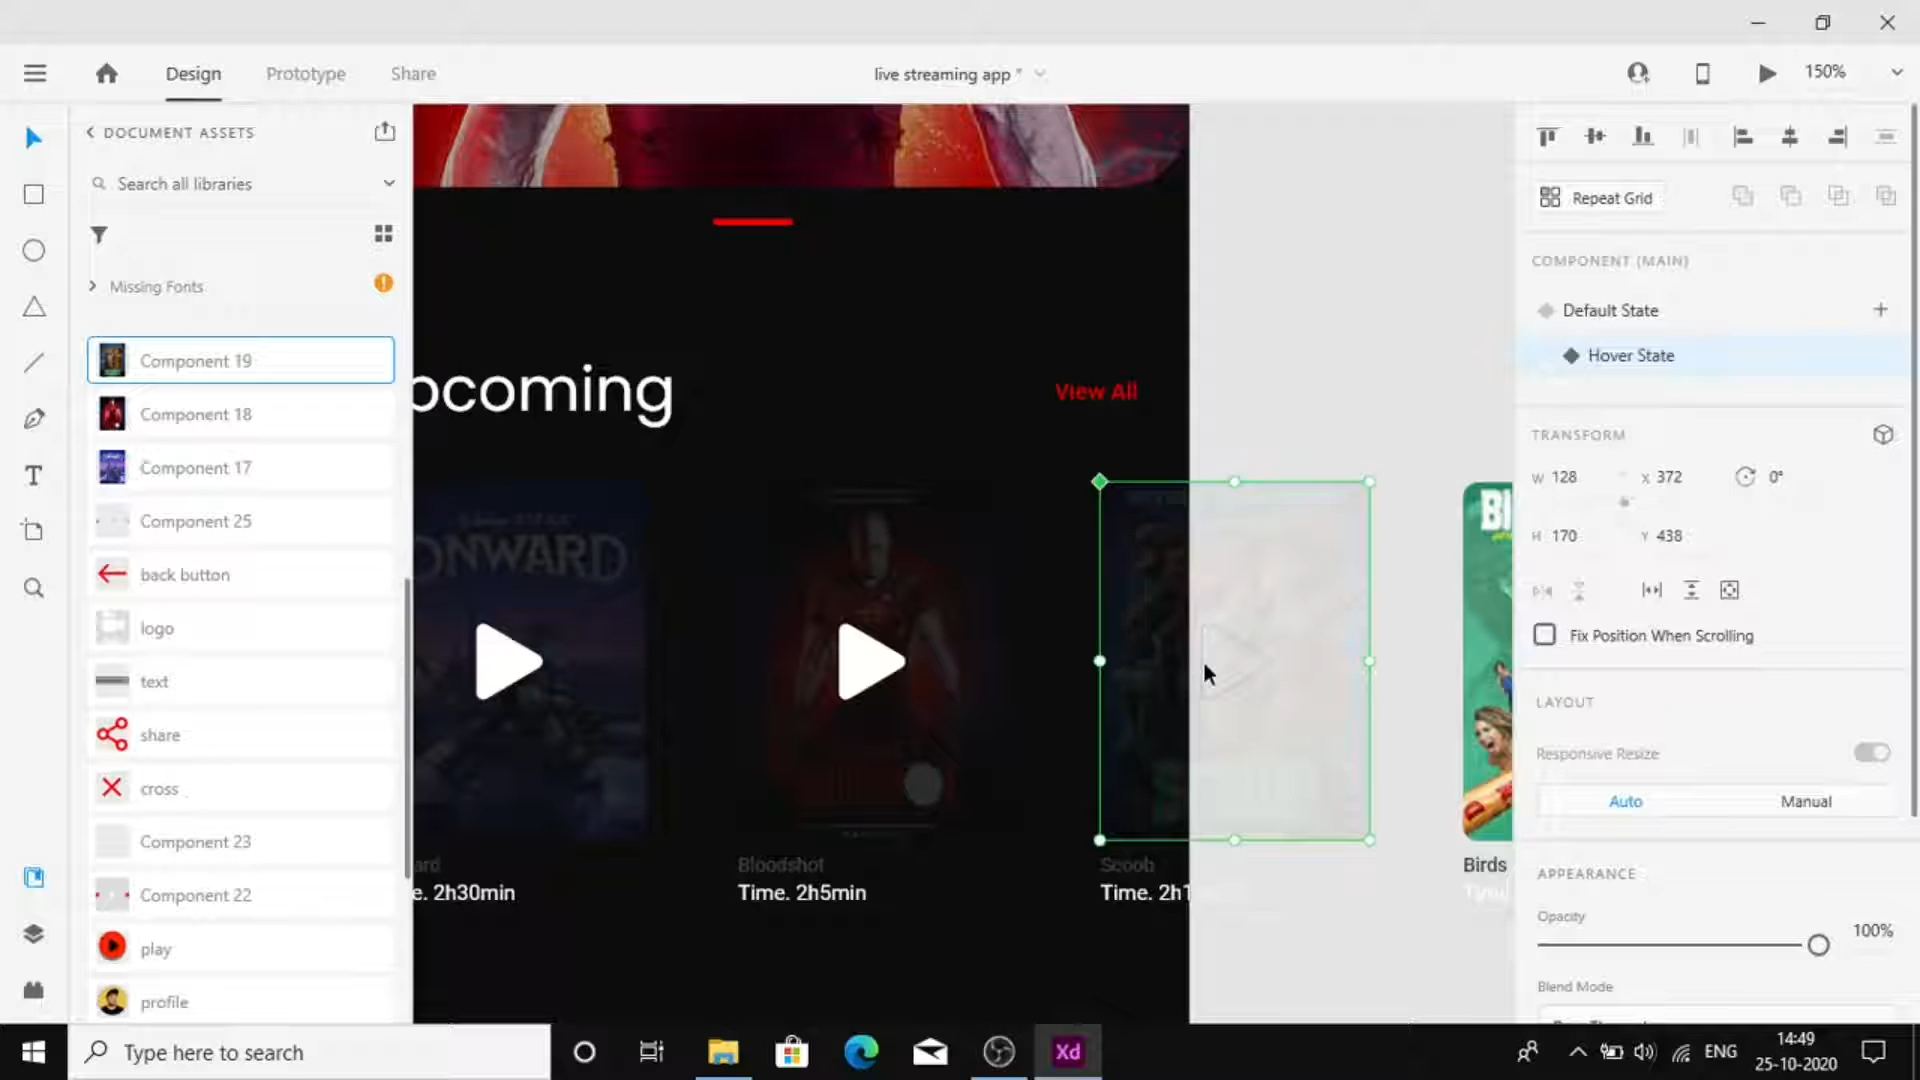 Design
Prototype
Share
live streaming app *
150%
DOCUMENT ASSETS
Search all libraries
Missing Fonts
Component 19
Component 18
Component 17
Component 25
back button
logo
text
share
cross
Component 23
Component 22
play
profile
pcoming
View All
ONWARD
ard
e. 2h30min
Bloodshot
Time. 2h5min
Scoob
Time. 2h1
BI
Birds
Repeat Grid
COMPONENT (MAIN)
Default State
Hover State
TRANSFORM
W 128
X 372
0°
H 170
Y 438
Fix Position When Scrolling
LAYOUT
Responsive Resize
Auto
Manual
APPEARANCE
Opacity
100%
Blend Mode
Type here to search
Xd
ENG
14:49
25-10-2020